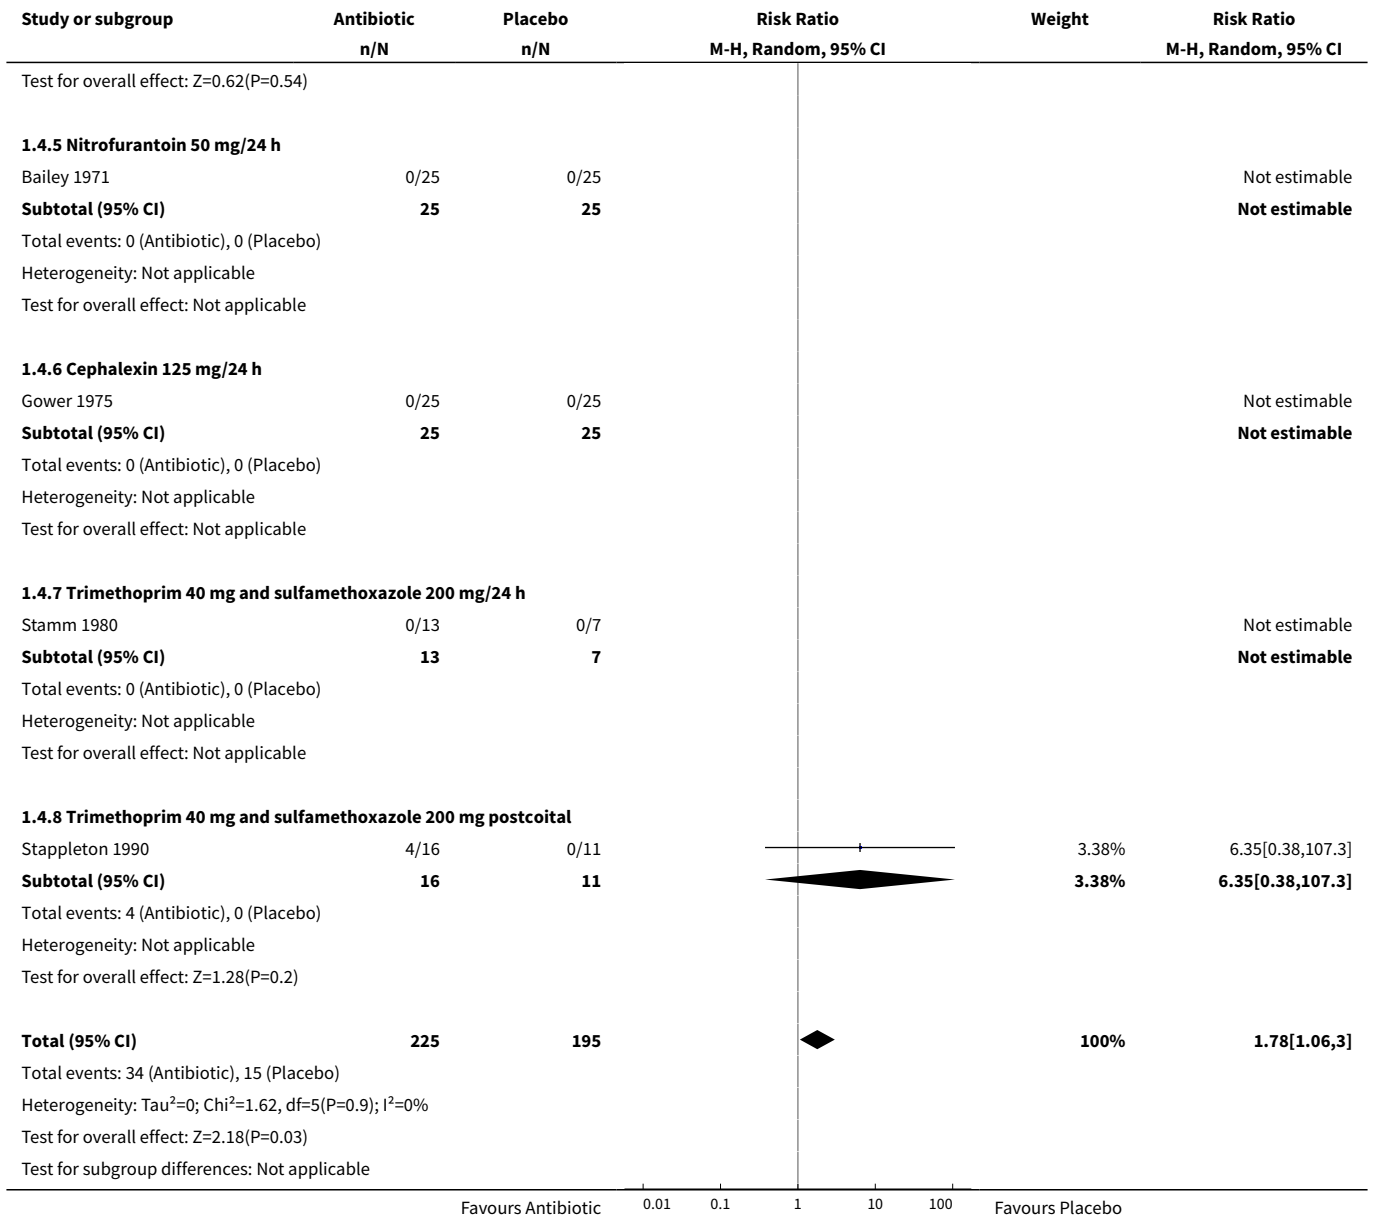 Study or subgroup Antibiotic Placebo Risk Ratio Weight Risk Ratio
n/N n/N M-H, Random, 95% CI M-H, Random, 95% CI
Test for overall effect: Z=0.62(P=0.54)
1.4.5 Nitrofurantoin 50 mg/24 h
Bailey 1971 0/25 0/25 Not estimable
Subtotal (95% CI) 25 25 Not estimable
Total events: 0 (Antibiotic), 0 (Placebo)
Heterogeneity: Not applicable
Test for overall effect: Not applicable
1.4.6 Cephalexin 125 mg/24 h
Gower 1975 0/25 0/25 Not estimable
Subtotal (95% CI) 25 25 Not estimable
Total events: 0 (Antibiotic), 0 (Placebo)
Heterogeneity: Not applicable
Test for overall effect: Not applicable
1.4.7 Trimethoprim 40 mg and sulfamethoxazole 200 mg/24 h
Stamm 1980 0/13 0/7 Not estimable
Subtotal (95% CI) 13 7 Not estimable
Total events: 0 (Antibiotic), 0 (Placebo)
Heterogeneity: Not applicable
Test for overall effect: Not applicable
1.4.8 Trimethoprim 40 mg and sulfamethoxazole 200 mg postcoital
Stappleton 1990 4/16 0/11 3.38% 6.35[0.38,107.3]
Subtotal (95% CI) 16 11 3.38% 6.35[0.38,107.3]
Total events: 4 (Antibiotic), 0 (Placebo)
Heterogeneity: Not applicable
Test for overall effect: Z=1.28(P=0.2)
Total (95% CI) 225 195 100% 1.78[1.06,3]
Total events: 34 (Antibiotic), 15 (Placebo)
Heterogeneity: Tau²=0; Chi²=1.62, df=5(P=0.9); I²=0%
Test for overall effect: Z=2.18(P=0.03)
Test for subgroup differences: Not applicable
Favours Antibiotic 0.01 0.1 1 10 100 Favours Placebo